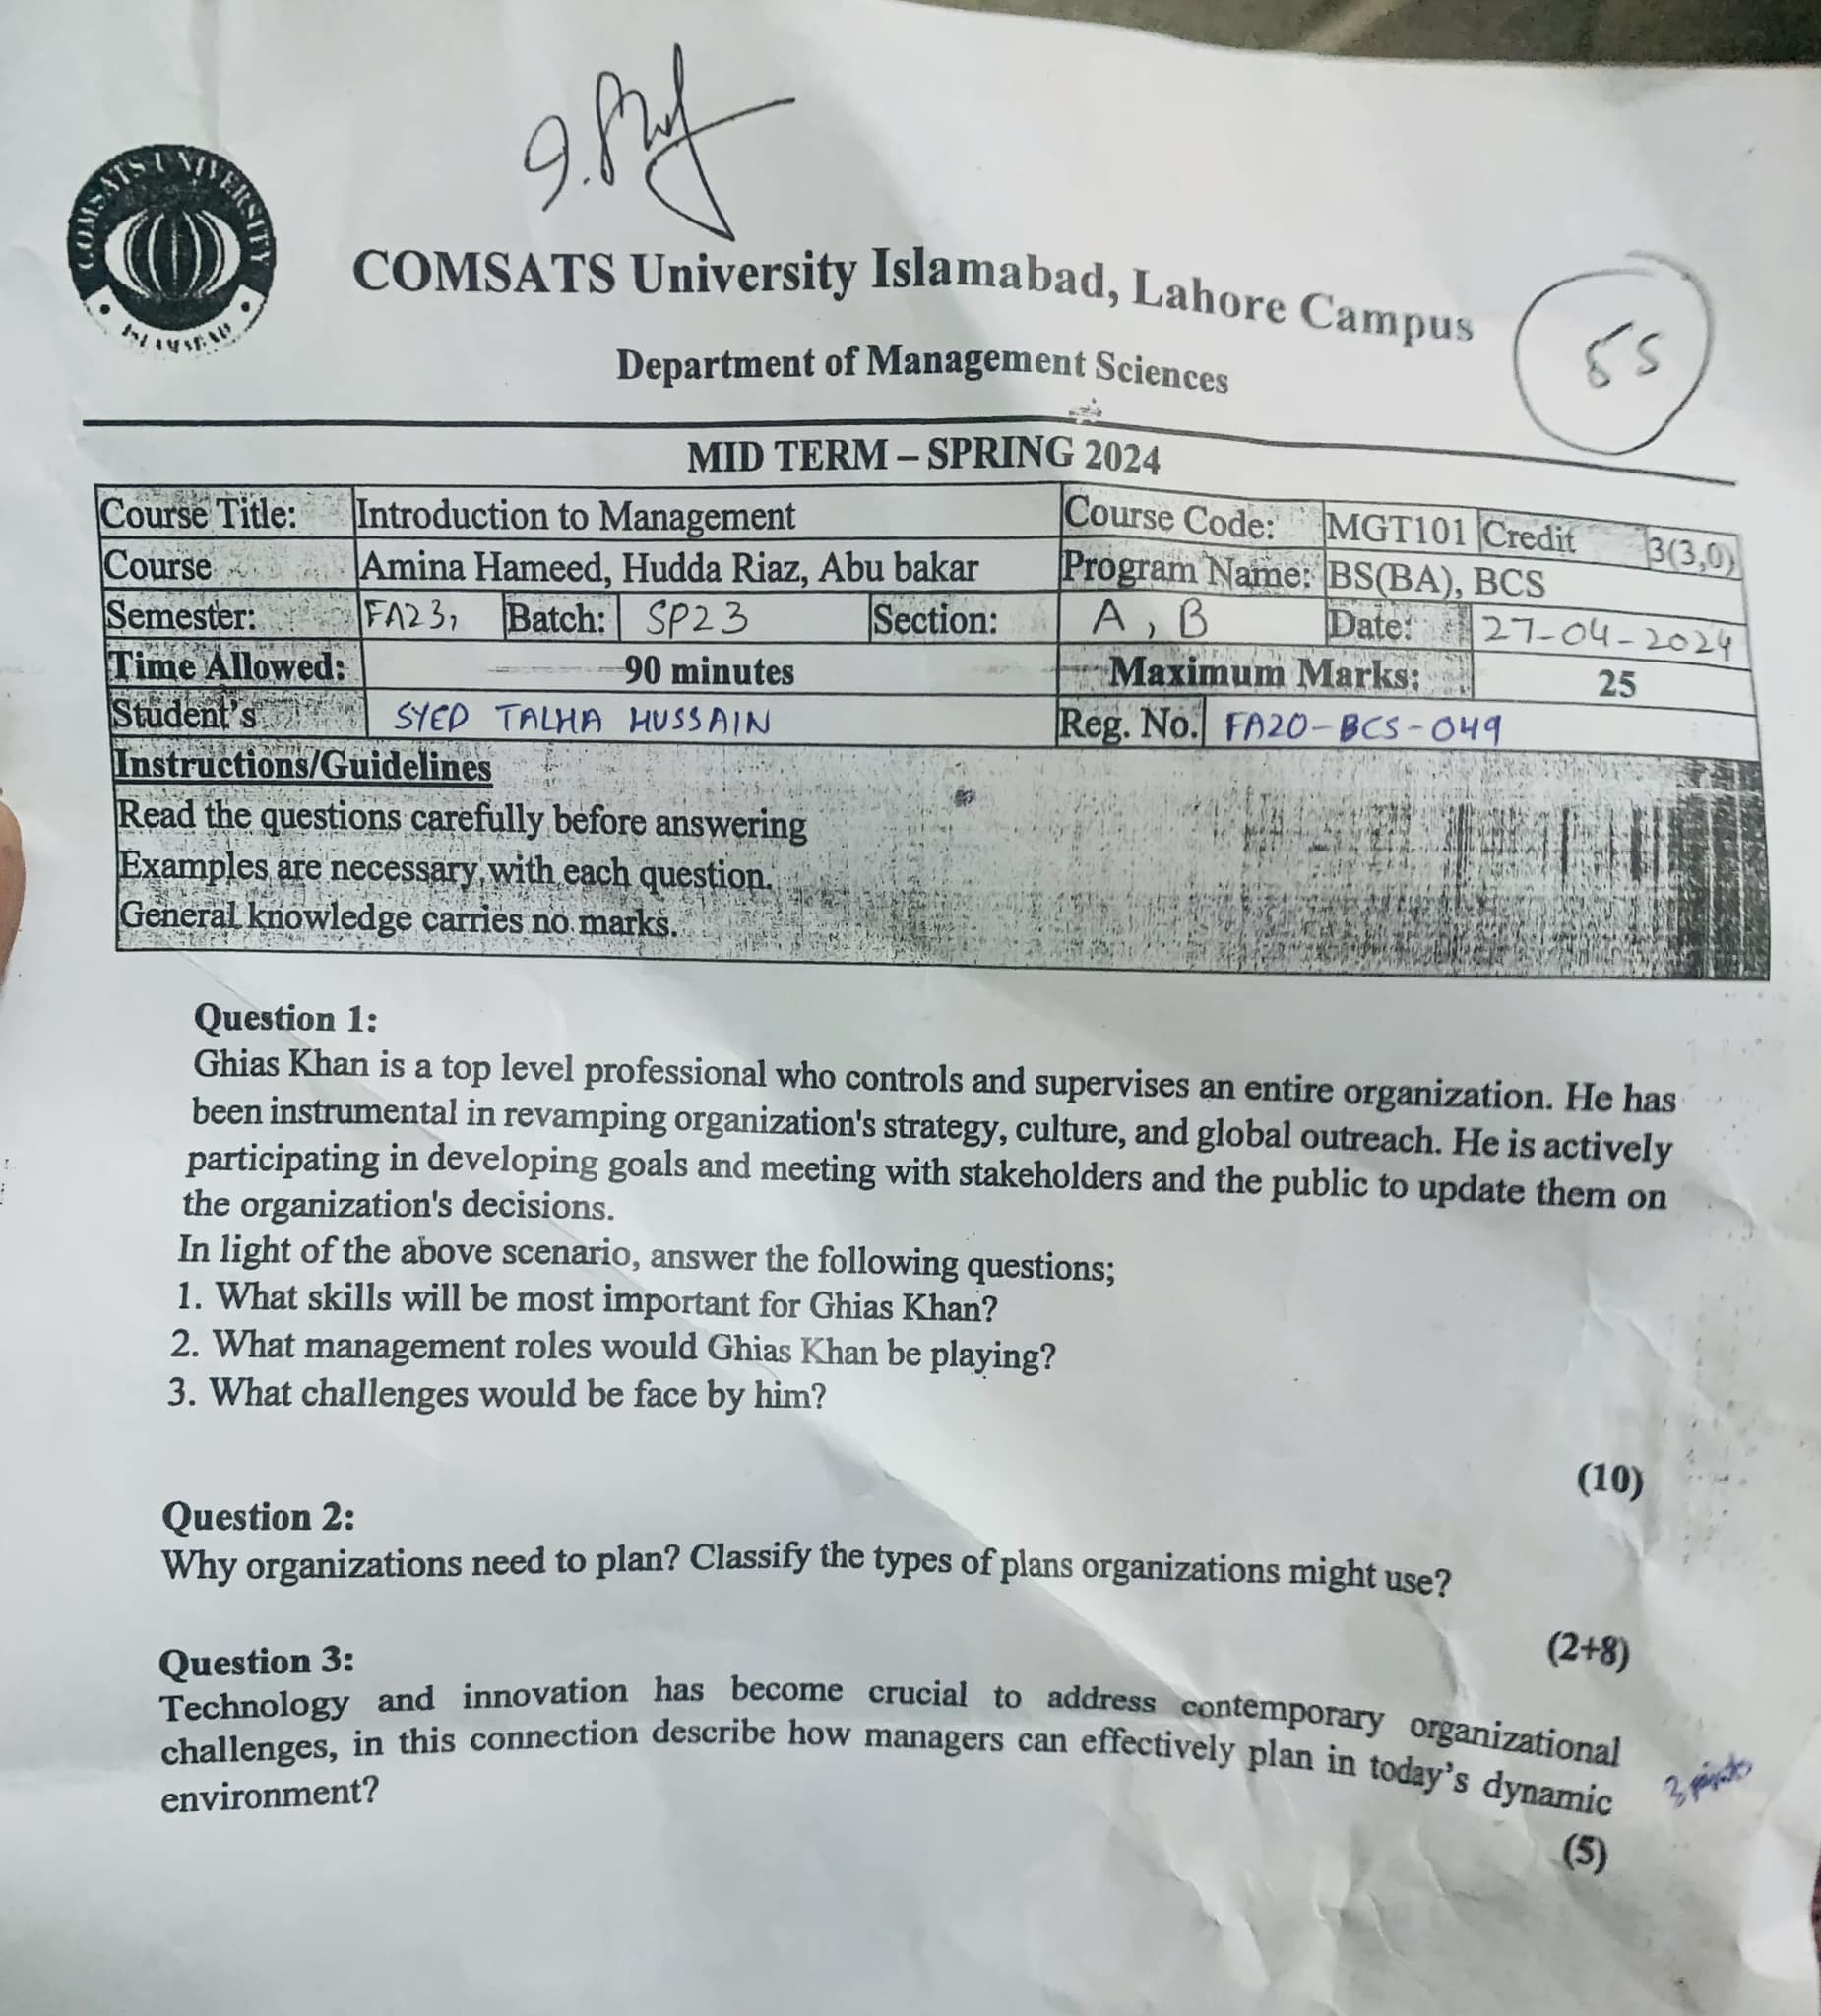 COMSATS UNIVERSITY
ISLAMABAD
COMSATS University Islamabad, Lahore Campus
Department of Management Sciences
MID TERM – SPRING 2024
Course Title: Introduction to Management Course Code: MGT101 Credit 3(3,0)
Course Amina Hameed, Hudda Riaz, Abu bakar Program Name: BS(BA), BCS
Semester: FA23, Batch: SP23 Section: A, B Date: 27-04-2024
Time Allowed: 90 minutes Maximum Marks: 25
Student's SYED TALHA HUSSAIN Reg. No. FA20-BCS-049
Instructions/Guidelines
Read the questions carefully before answering
Examples are necessary with each question.
General knowledge carries no marks.
Question 1:
Ghias Khan is a top level professional who controls and supervises an entire organization. He has
been instrumental in revamping organization's strategy, culture, and global outreach. He is actively
participating in developing goals and meeting with stakeholders and the public to update them on
the organization's decisions.
In light of the above scenario, answer the following questions;
1. What skills will be most important for Ghias Khan?
2. What management roles would Ghias Khan be playing?
3. What challenges would be face by him?
(10)
Question 2:
Why organizations need to plan? Classify the types of plans organizations might use?
(2+8)
Question 3:
Technology and innovation has become crucial to address contemporary organizational
challenges, in this connection describe how managers can effectively plan in today's dynamic
environment?
(5)